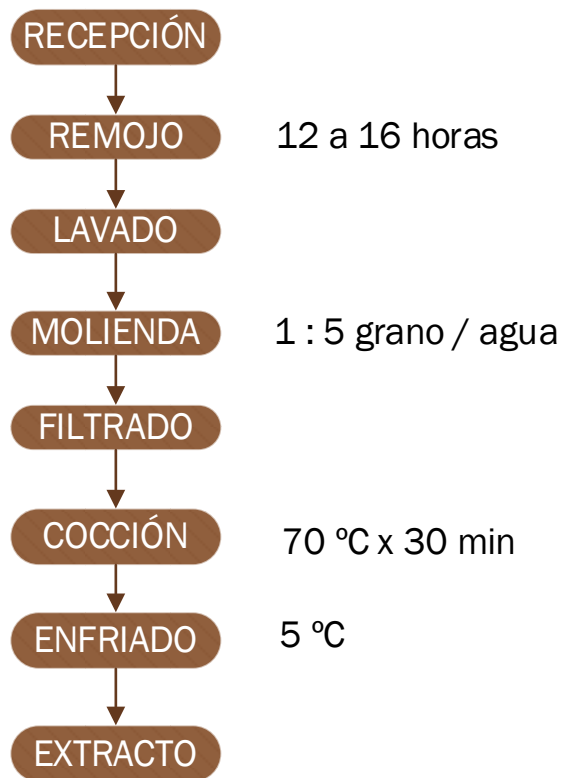 RECEPCIÓN
REMOJO 12 a 16 horas
LAVADO
MOLIENDA 1 : 5 grano / agua
FILTRADO
COCCIÓN 70 ºC x 30 min
ENFRIADO 5 ºC
EXTRACTO